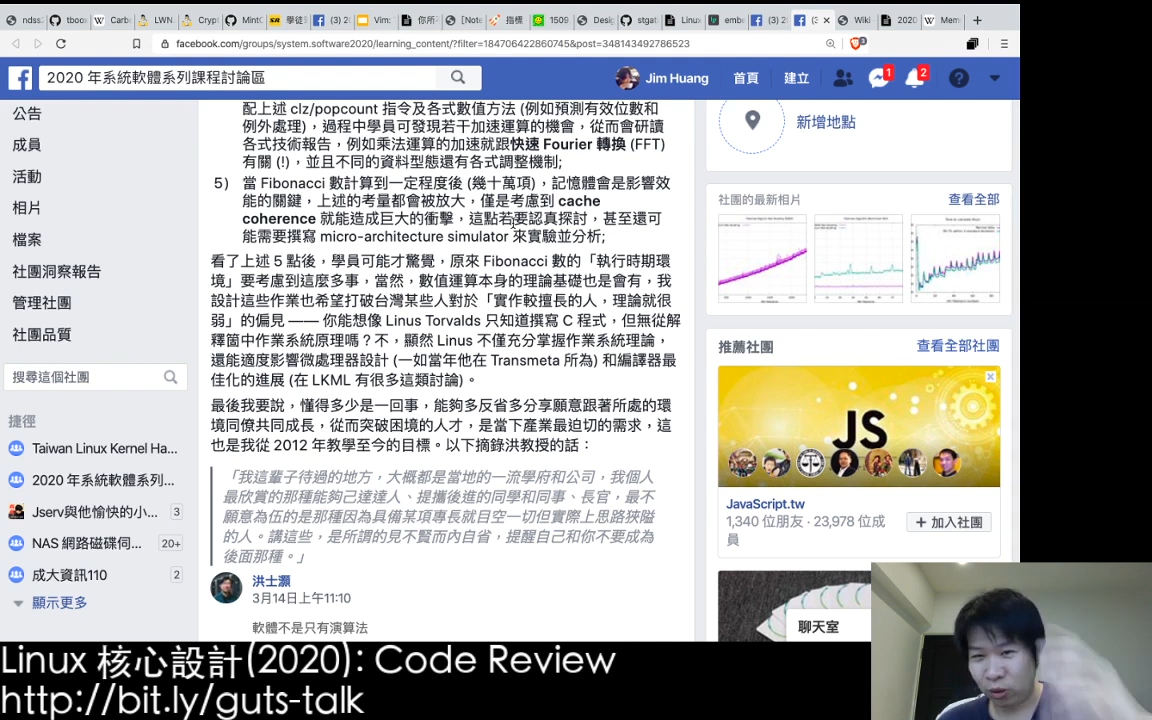 ndss.
tboo
Carb
LWN
Cryp
MintC
學徒
(3) 2
Vim:
你所
[Note
指標
1509
Desig
stgat
Linux
emb
(3) 2
(3
Wiki
2020
Mem
facebook.com/groups/system.software2020/learning_content/?filter=184706422860745&post=348143492786523
2020 年系統軟體系列課程討論區
Jim Huang
首頁
建立
1
2
公告
成員
活動
相片
檔案
社團洞察報告
管理社團
社團品質
搜尋這個社團
捷徑
Taiwan Linux Kernel Ha...
2020 年系統軟體系列...
Jserv與他愉快的小... 3
NAS 網路磁碟伺... 20+
成大資訊110 2
顯示更多
配上述 clz/popcount 指令及各式數值方法 (例如預測有效位數和
例外處理)，過程中學員可發現若干加速運算的機會，從而會研讀
各式技術報告，例如乘法運算的加速就跟快速 Fourier 轉換 (FFT)
有關 (!)，並且不同的資料型態還有各式調整機制;
5) 當 Fibonacci 數計算到一定程度後 (幾十萬項)，記憶體會是影響效
能的關鍵，上述的考量都會被放大，僅是考慮到 cache
coherence 就能造成巨大的衝擊，這點若要認真探討，甚至還可
能需要撰寫 micro-architecture simulator 來實驗並分析;
看了上述 5 點後，學員可能才驚覺，原來 Fibonacci 數的「執行時期環
境」要考慮到這麼多事，當然，數值運算本身的理論基礎也是會有，我
設計這些作業也希望打破台灣某些人對於「實作較擅長的人，理論就很
弱」的偏見 —— 你能想像 Linus Torvalds 只知道撰寫 C 程式，但無從解
釋箇中作業系統原理嗎？不，顯然 Linus 不僅充分掌握作業系統理論，
還能適度影響微處理器設計 (一如當年他在 Transmeta 所為) 和編譯器最
佳化的進展 (在 LKML 有很多這類討論)。
最後我要說，懂得多少是一回事，能夠多反省多分享願意跟著所處的環
境同僚共同成長，從而突破困境的人才，是當下產業最迫切的需求，這
也是我從 2012 年教學至今的目標。以下摘錄洪教授的話：
「我這輩子待過的地方，大概都是當地的一流學府和公司，我個人
最欣賞的那種能夠己達達人、提攜後進的同學和同事、長官，最不
願意為伍的是那種因為具備某項專長就目空一切但實際上思路狹隘
的人。講這些，是所謂的見不賢而內自省，提醒自己和你不要成為
後面那種。」
洪士灝
3月14日上午11:10
軟體不是只有演算法
新增地點
社團的最新相片
查看全部
推薦社團
查看全部社團
JS
JavaScript.tw
1,340 位朋友 · 23,978 位成
員
加入社團
聊天室
Linux 核心設計(2020): Code Review
http://bit.ly/guts-talk